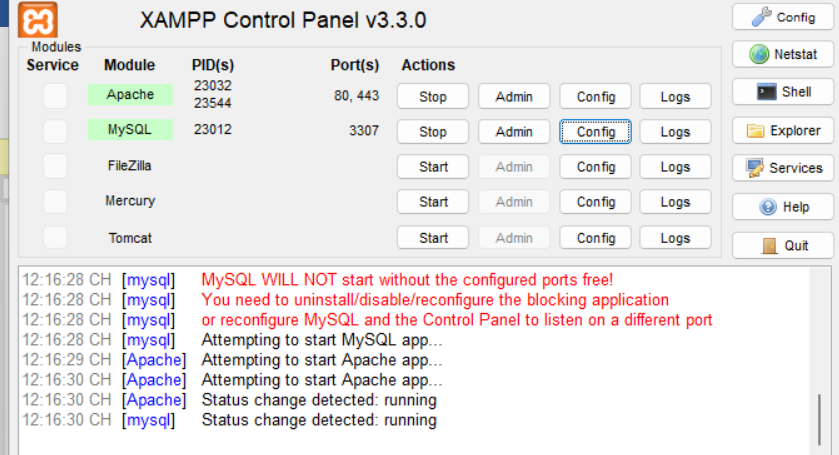 XAMPP Control Panel v3.3.0
Config
Modules
Service Module PID(s) Port(s) Actions
Netstat
Apache 23032 23544 80, 443 Stop Admin Config Logs
Shell
MySQL 23012 3307 Stop Admin Config Logs
Explorer
FileZilla Start Admin Config Logs
Services
Mercury Start Admin Config Logs
Help
Tomcat Start Admin Config Logs
Quit
12:16:28 CH [mysql] MySQL WILL NOT start without the configured ports free!
12:16:28 CH [mysql] You need to uninstall/disable/reconfigure the blocking application
12:16:28 CH [mysql] or reconfigure MySQL and the Control Panel to listen on a different port
12:16:28 CH [mysql] Attempting to start MySQL app...
12:16:29 CH [Apache] Attempting to start Apache app...
12:16:30 CH [Apache] Attempting to start Apache app...
12:16:30 CH [Apache] Status change detected: running
12:16:30 CH [mysql] Status change detected: running